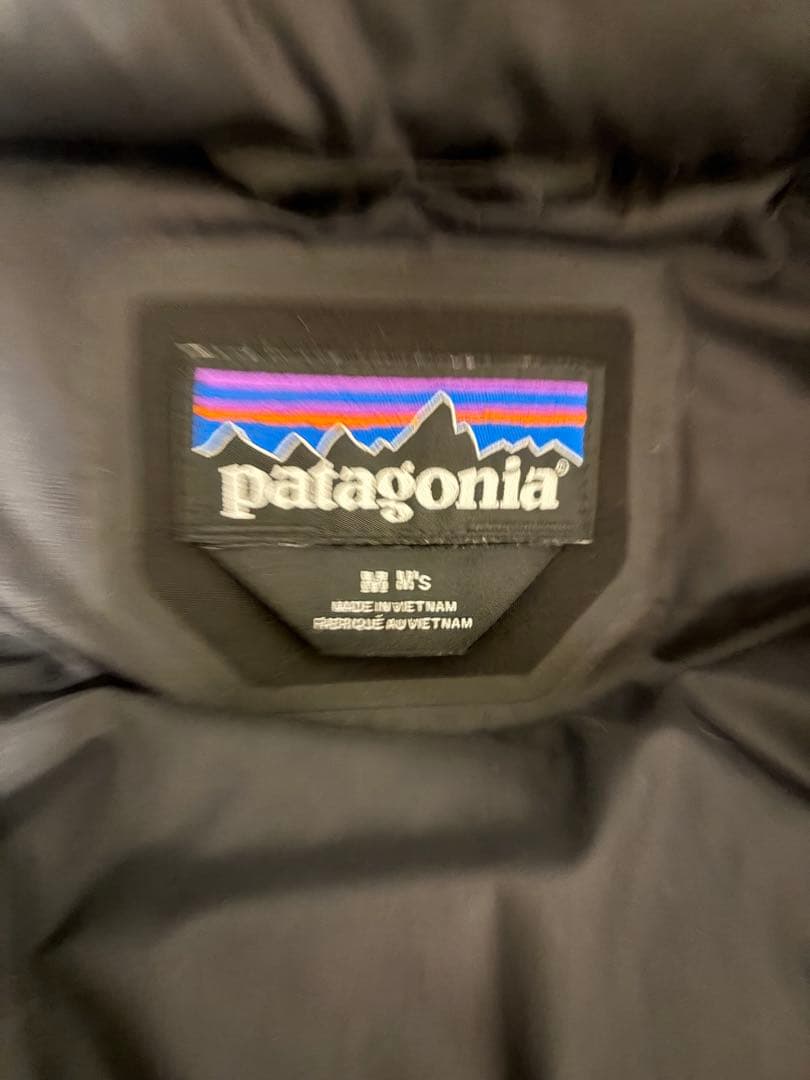 patagonia®
M M's
MADE IN VIETNAM
FABRIQUÉ AU VIETNAM